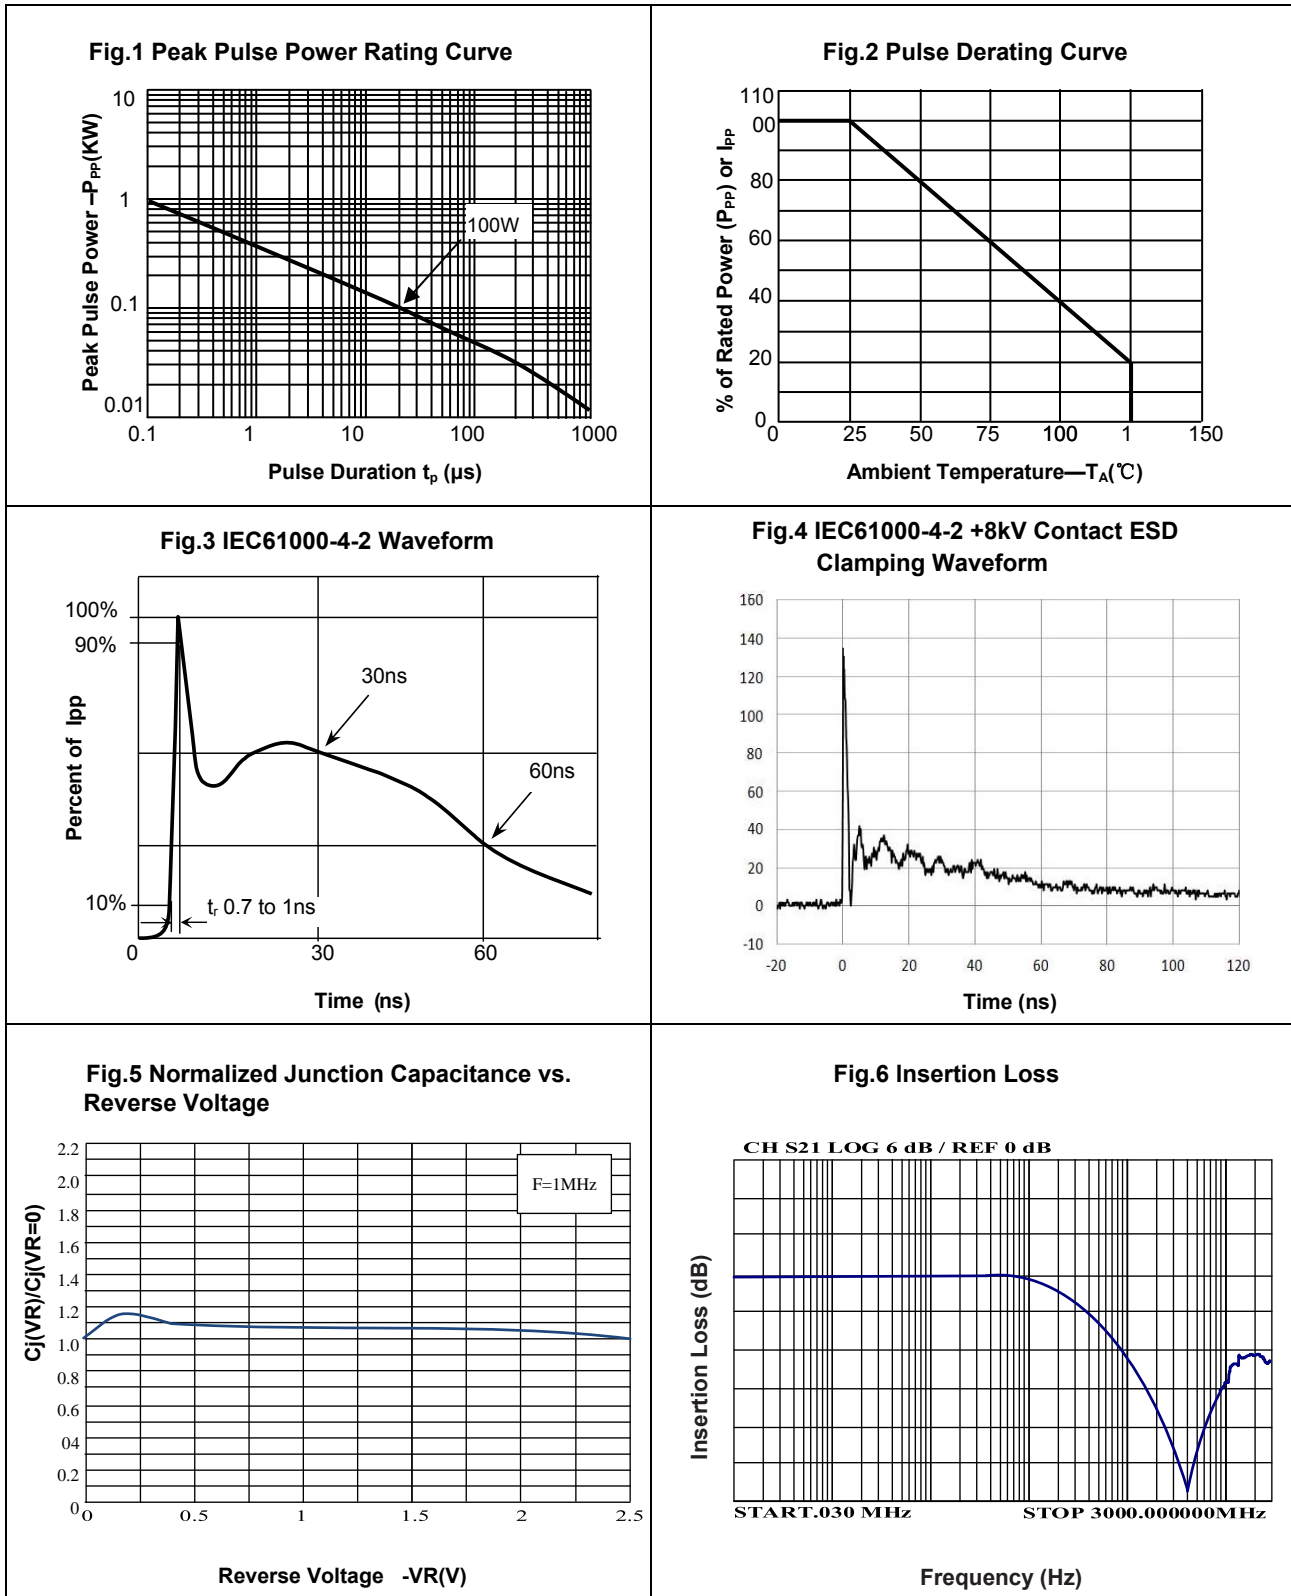 Fig.1 Peak Pulse Power Rating Curve
Peak Pulse Power –PPP(KW)
10
1
0.1
0.01
100W
0.1 1 10 100 1000
Pulse Duration tp (µs)
Fig.2 Pulse Derating Curve
% of Rated Power (PPP) or IPP
110
00
80
60
40
20
0
0 25 50 75 100 1 150
Ambient Temperature—TA(℃)
Fig.3 IEC61000-4-2 Waveform
Percent of Ipp
100%
90%
10%
30ns
60ns
tr 0.7 to 1ns
0 30 60
Time (ns)
Fig.4 IEC61000-4-2 +8kV Contact ESD
Clamping Waveform
160
140
120
100
80
60
40
20
0
-10
-20 0 20 40 60 80 100 120
Time (ns)
Fig.5 Normalized Junction Capacitance vs.
Reverse Voltage
Cj(VR)/Cj(VR=0)
2.2
2.0
1.8
1.6
1.4
1.2
1.0
0.8
0.6
04
0.2
0
F=1MHz
0 0.5 1 1.5 2 2.5
Reverse Voltage -VR(V)
Fig.6 Insertion Loss
CH S21 LOG 6 dB / REF 0 dB
Insertion Loss (dB)
START.030 MHz STOP 3000.000000MHz
Frequency (Hz)